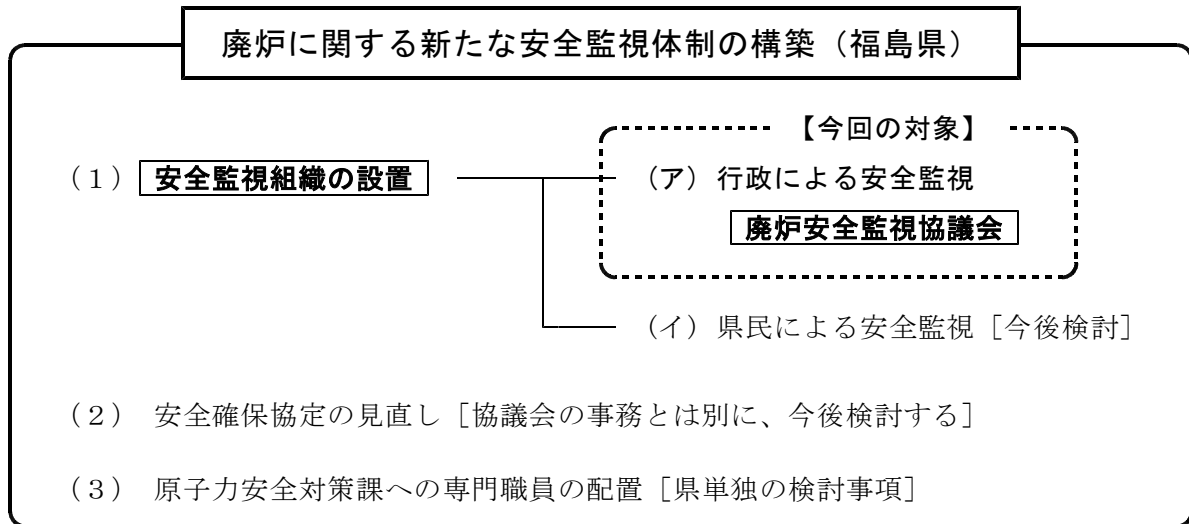 廃炉に関する新たな安全監視体制の構築（福島県）
【今回の対象】
（１） 安全監視組織の設置
（ア）行政による安全監視
廃炉安全監視協議会
（イ）県民による安全監視［今後検討］
（２） 安全確保協定の見直し［協議会の事務とは別に、今後検討する］
（３） 原子力安全対策課への専門職員の配置［県単独の検討事項］